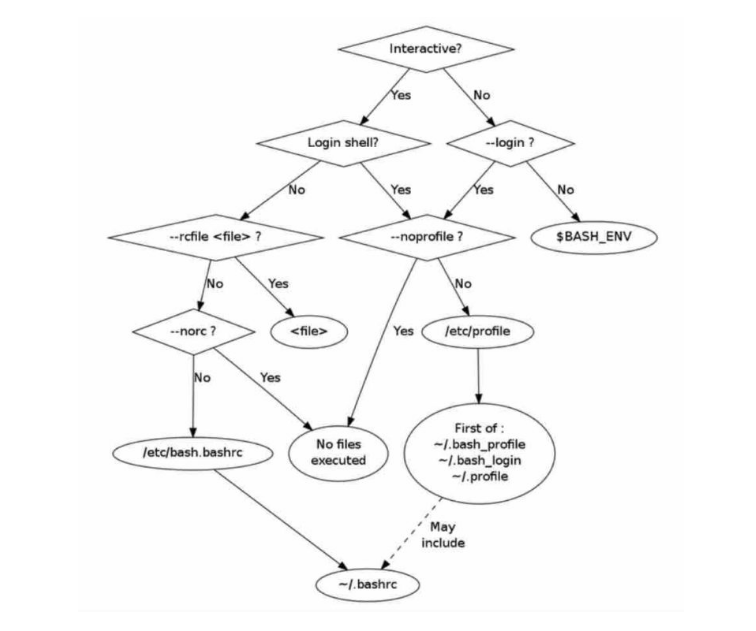 Interactive?
Yes
No
Login shell?
--login ?
No
Yes
Yes
No
--rcfile <file> ?
--noprofile ?
$BASH_ENV
No
Yes
No
--norc ?
<file>
Yes
/etc/profile
No
Yes
/etc/bash.bashrc
No files
executed
First of :
~/.bash_profile
~/.bash_login
~/.profile
May
include
~/.bashrc